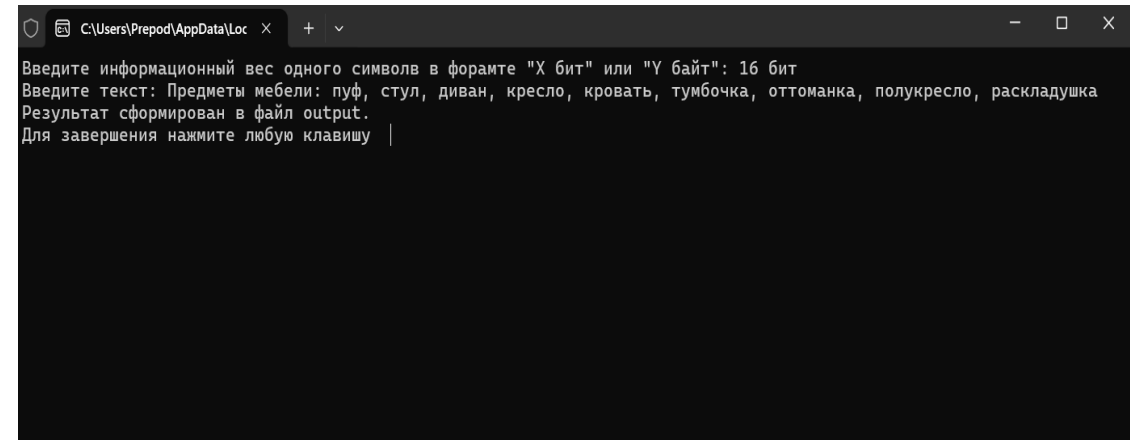 C:\Users\Prepod\AppData\Loc
Введите информационный вес одного символв в форамте "X бит" или "Y байт": 16 бит
Введите текст: Предметы мебели: пуф, стул, диван, кресло, кровать, тумбочка, оттоманка, полукресло, раскладушка
Результат сформирован в файл output.
Для завершения нажмите любую клавишу